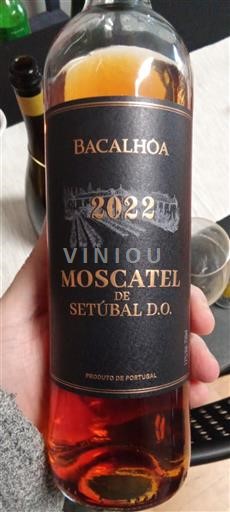 BACALHÔA
2022
VINIOU
MOSCATEL
DE
SETÚBAL D.O.
PRODUTO DE PORTUGAL